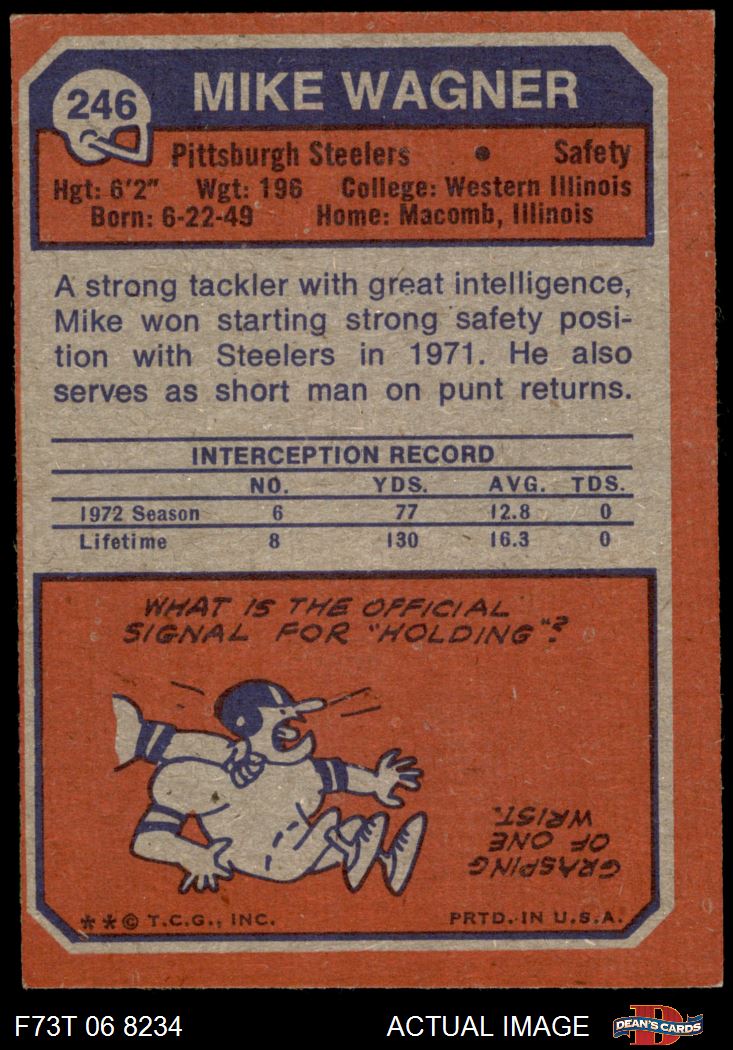 246 MIKE WAGNER
Pittsburgh Steelers • Safety
Hgt: 6'2" Wgt: 196 College: Western Illinois
Born: 6-22-49 Home: Macomb, Illinois
A strong tackler with great intelligence,
Mike won starting strong safety posi-
tion with Steelers in 1971. He also
serves as short man on punt returns.
INTERCEPTION RECORD
NO. YDS. AVG. TDS.
1972 Season 6 77 12.8 0
Lifetime 8 130 16.3 0
WHAT IS THE OFFICIAL
SIGNAL FOR "HOLDING"?
GRASPING
OF ONE
WRIST.
**© T.C.G., INC. PRTD. IN U.S.A.
F73T 06 8234 ACTUAL IMAGE D DEAN'S CARDS